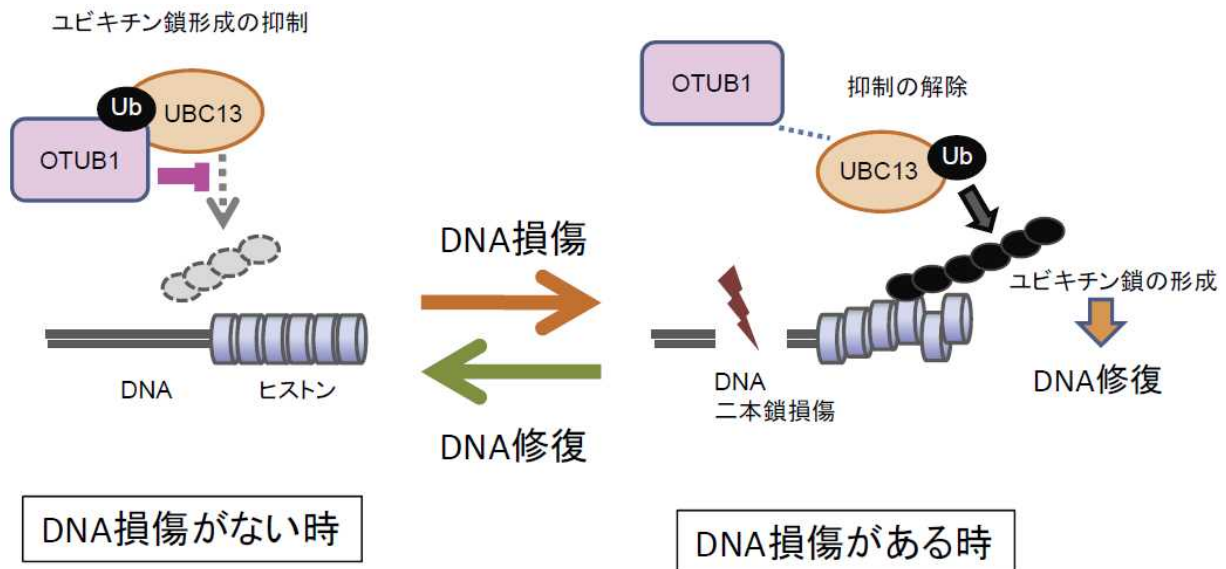 ユビキチン鎖形成の抑制
Ub
UBC13
OTUB1
DNA
ヒストン
DNA損傷がない時
DNA損傷
DNA修復
OTUB1
抑制の解除
UBC13
Ub
ユビキチン鎖の形成
DNA修復
DNA
二本鎖損傷
DNA損傷がある時